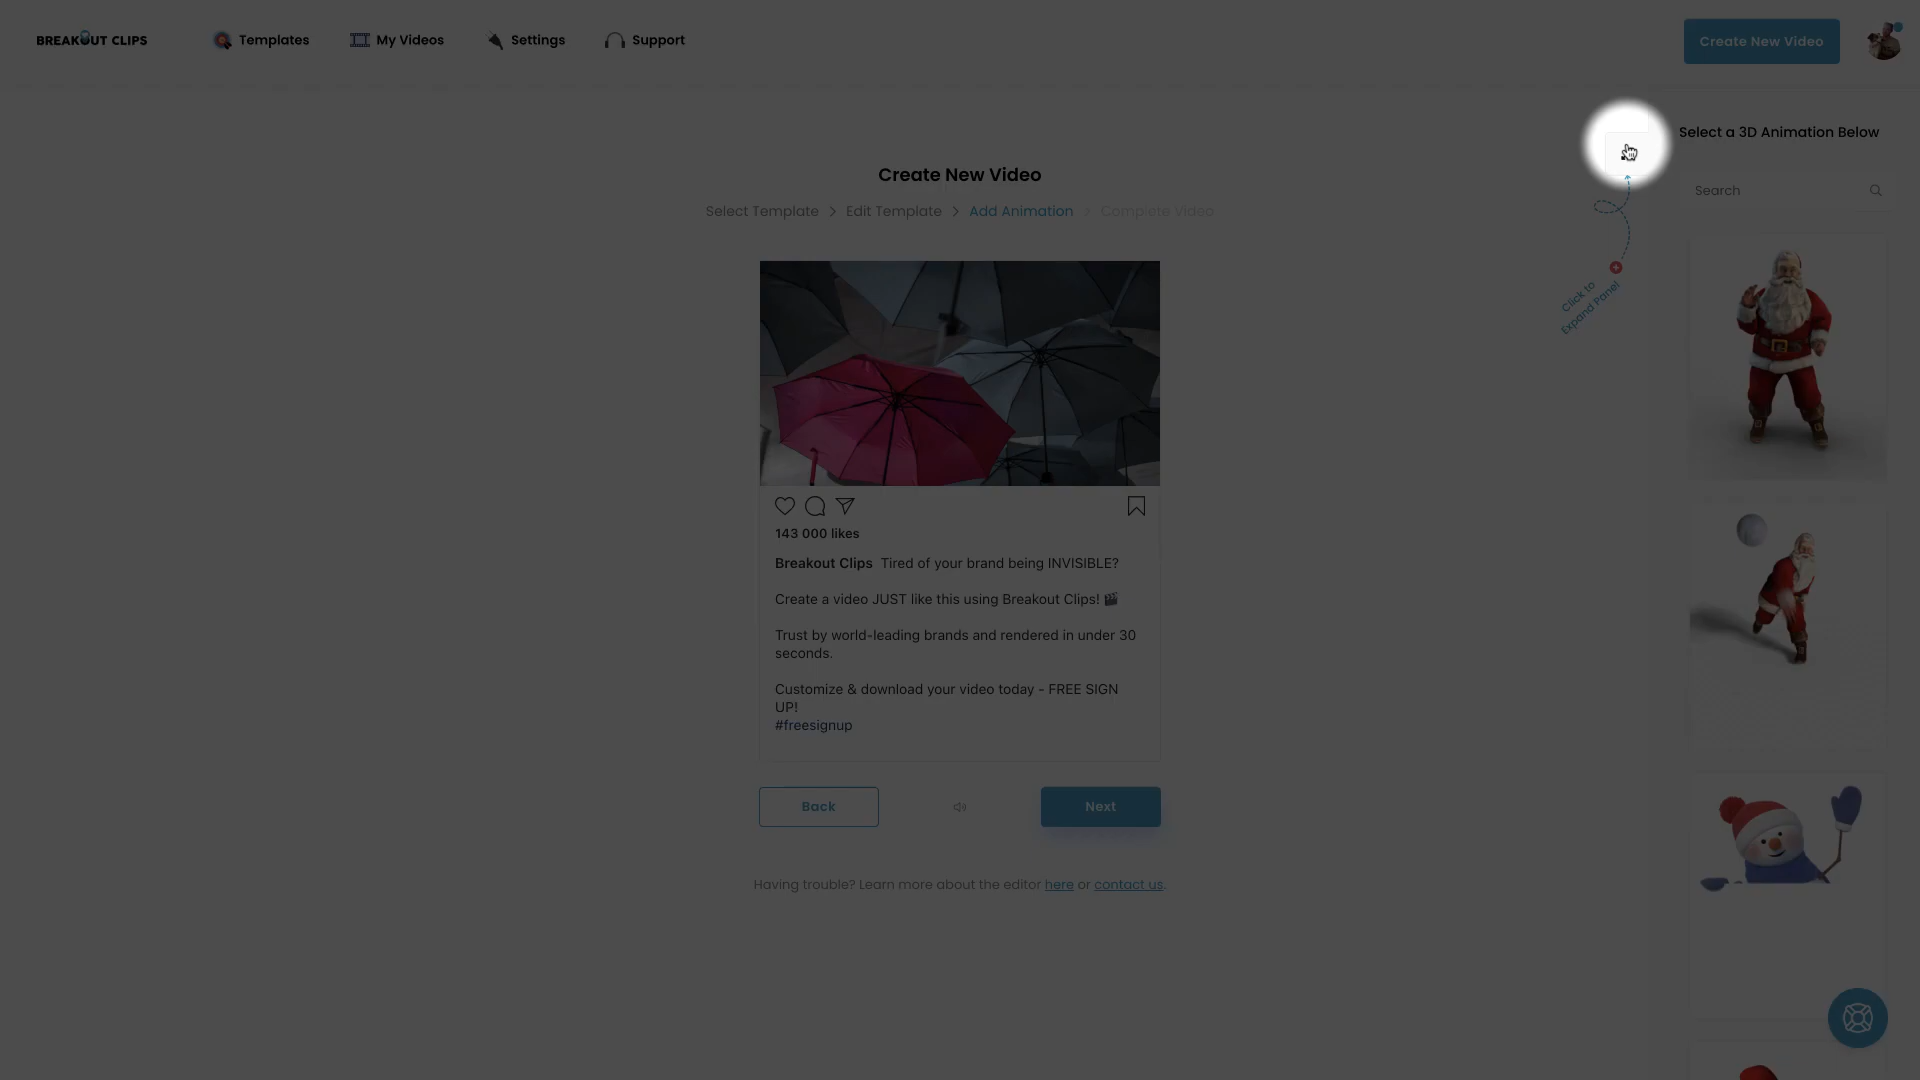 BREAKOUT CLIPS
Templates
My Videos
Settings
Support
Create New Video
Select a 3D Animation Below
Search
Click to
Expand Panel
Create New Video
Select Template > Edit Template > Add Animation > Complete Video
143 000 likes
Breakout Clips Tired of your brand being INVISIBLE?
Create a video JUST like this using Breakout Clips! 🎬
Trust by world-leading brands and rendered in under 30
seconds.
Customize & download your video today - FREE SIGN
UP!
#freesignup
Back
Next
Having trouble? Learn more about the editor here or contact us.